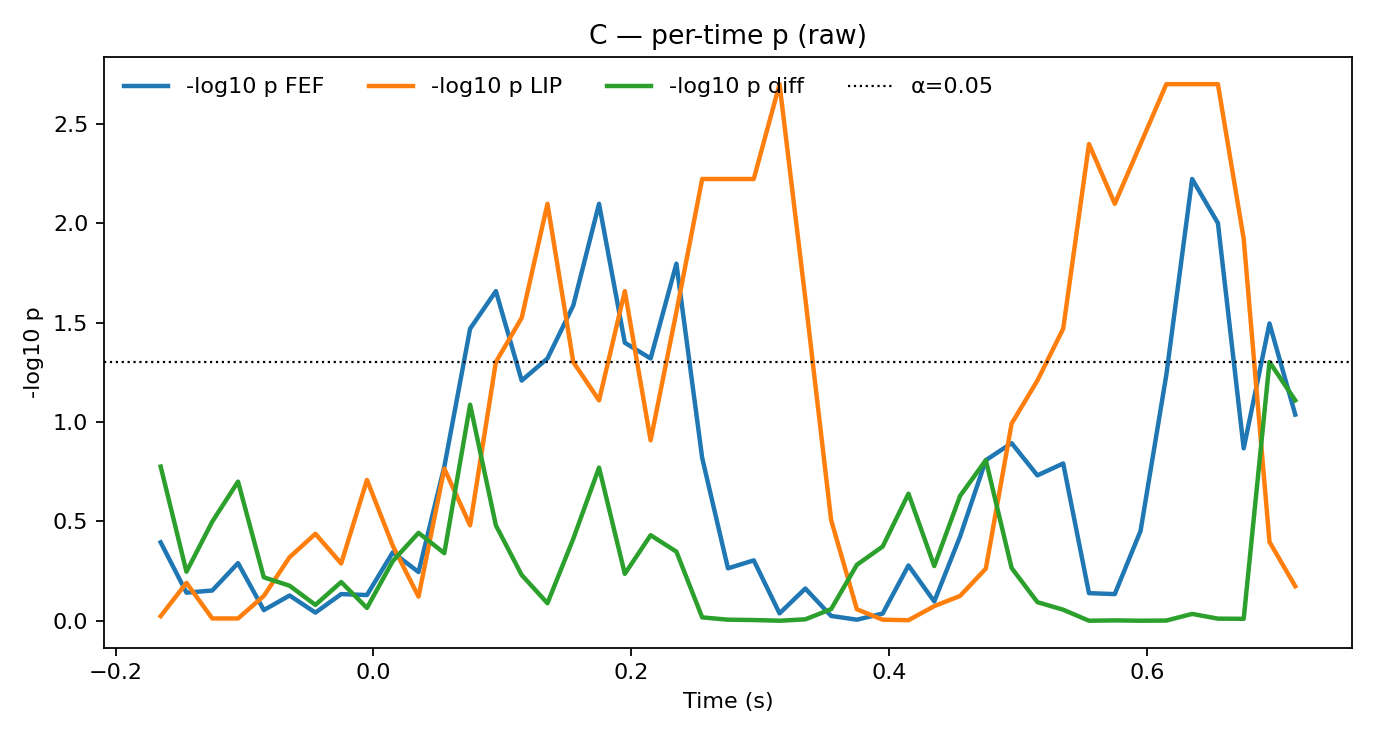 C — per-time p (raw)
-log10 p FEF
-log10 p LIP
-log10 p diff
α=0.05
-log10 p
2.5
2.0
1.5
1.0
0.5
0.0
−0.2
0.0
0.2
0.4
0.6
Time (s)